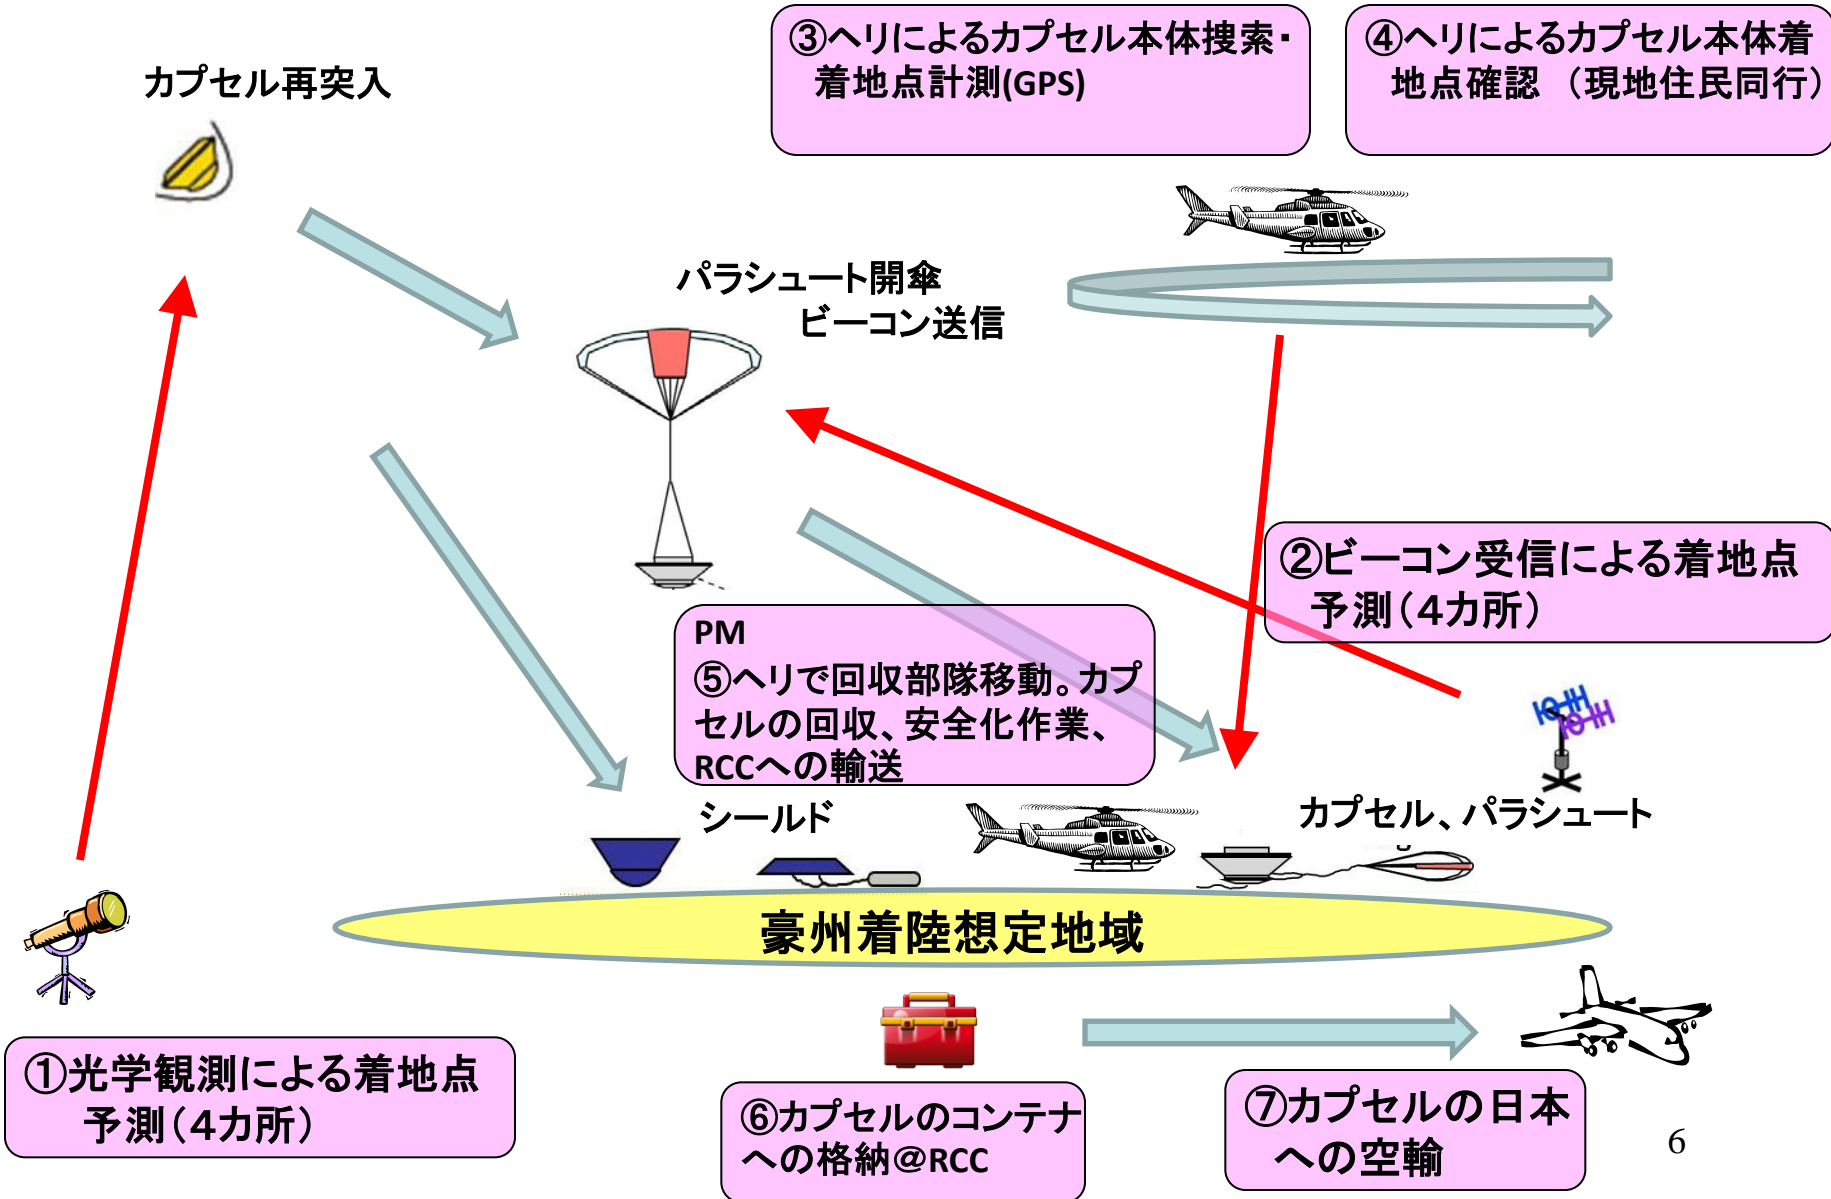 ③ヘリによるカプセル本体捜索・
着地点計測(GPS)
④ヘリによるカプセル本体着
地点確認 （現地住民同行）
カプセル再突入
パラシュート開傘
ビーコン送信
②ビーコン受信による着地点
予測（４カ所）
PM
⑤ヘリで回収部隊移動。カプ
セルの回収、安全化作業、
RCCへの輸送
シールド
カプセル、パラシュート
豪州着陸想定地域
①光学観測による着地点
予測（４カ所）
⑥カプセルのコンテナ
への格納＠RCC
⑦カプセルの日本
への空輸
6